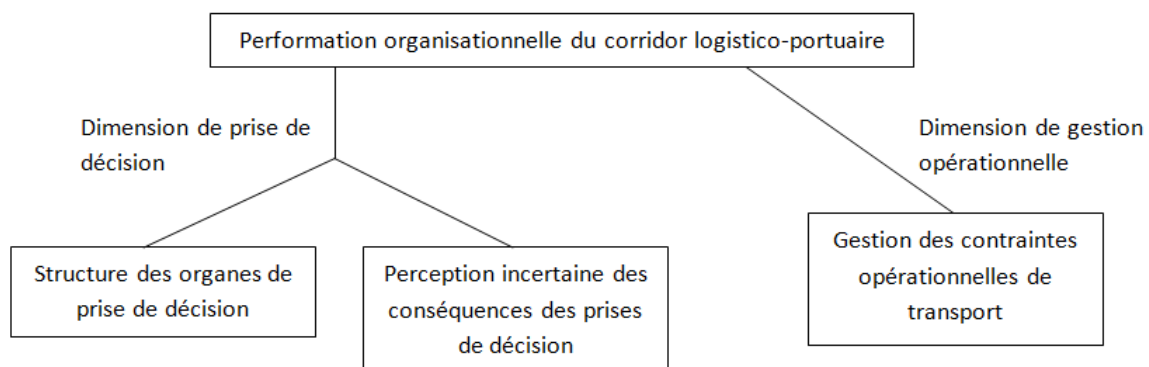 Performation organisationnelle du corridor logistico-portuaire
Dimension de prise de
décision
Dimension de gestion
opérationnelle
Structure des organes de
prise de décision
Perception incertaine des
conséquences des prises
de décision
Gestion des contraintes
opérationnelles de
transport